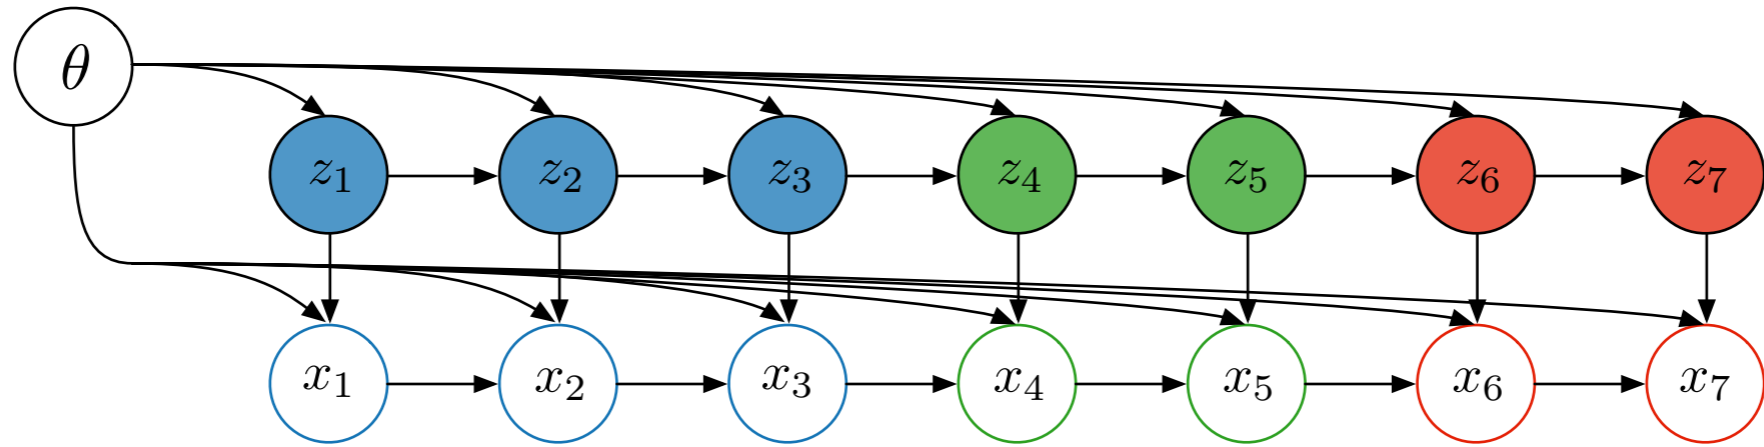 θ
z₁ z₂ z₃ z₄ z₅ z₆ z₇
x₁ x₂ x₃ x₄ x₅ x₆ x₇